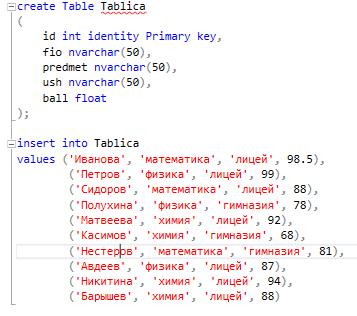 create Table Tablica
(
id int identity Primary key,
fio nvarchar(50),
predmet nvarchar(50),
ush nvarchar(50),
ball float
);
insert into Tablica
values ('Иванова', 'математика', 'лицей', 98.5),
('Петров', 'физика', 'лицей', 99),
('Сидоров', 'математика', 'лицей', 88),
('Полухина', 'физика', 'гимназия', 78),
('Матвеева', 'химия', 'лицей', 92),
('Касимов', 'химия', 'гимназия', 68),
('Нестеров', 'математика', 'гимназия', 81),
('Авдеев', 'физика', 'лицей', 87),
('Никитина', 'химия', 'лицей', 94),
('Барышев', 'химия', 'лицей', 88)